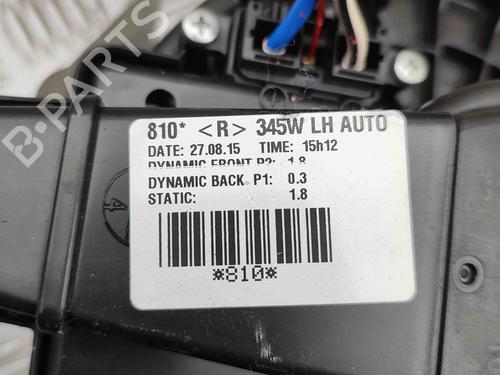 810* <R> 345W LH AUTO
DATE: 27.08.15 TIME: 15h12
DYNAMIC FRONT P2: 1.8
DYNAMIC BACK P1: 0.3
STATIC: 1.8
*810*
B-Parts